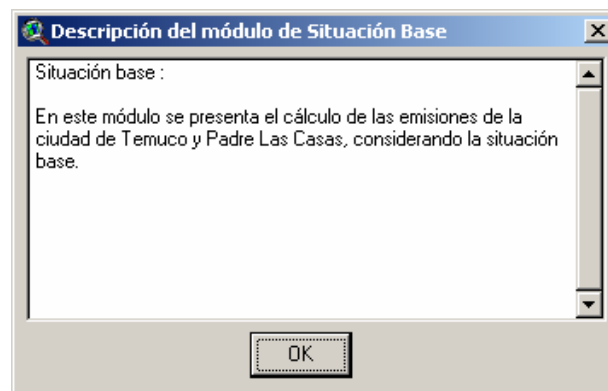 Descripción del módulo de Situación Base
Situación base :
En este módulo se presenta el cálculo de las emisiones de la
ciudad de Temuco y Padre Las Casas, considerando la situación
base.
OK